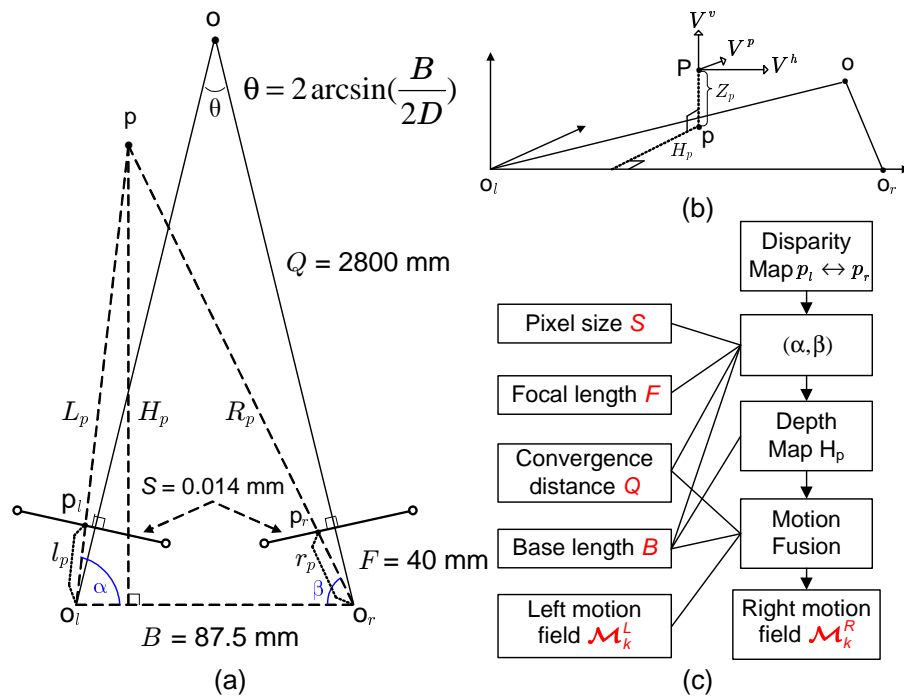 o
θ
θ = 2 arcsin(B/2D)
p
Q = 2800 mm
L_p
H_p
R_p
S = 0.014 mm
p_l
p_r
l_p
r_p
F = 40 mm
α
β
o_l
o_r
B = 87.5 mm
(a)
V^v
V^p
V^h
P
Z_p
o
p
H_p
o_l
o_r
(b)
Disparity
Map p_l ↔ p_r
Pixel size S
(α,β)
Focal length F
Depth
Map H_p
Convergence
distance Q
Motion
Fusion
Base length B
Left motion
field 𝓜_k^L
Right motion
field 𝓜_k^R
(c)